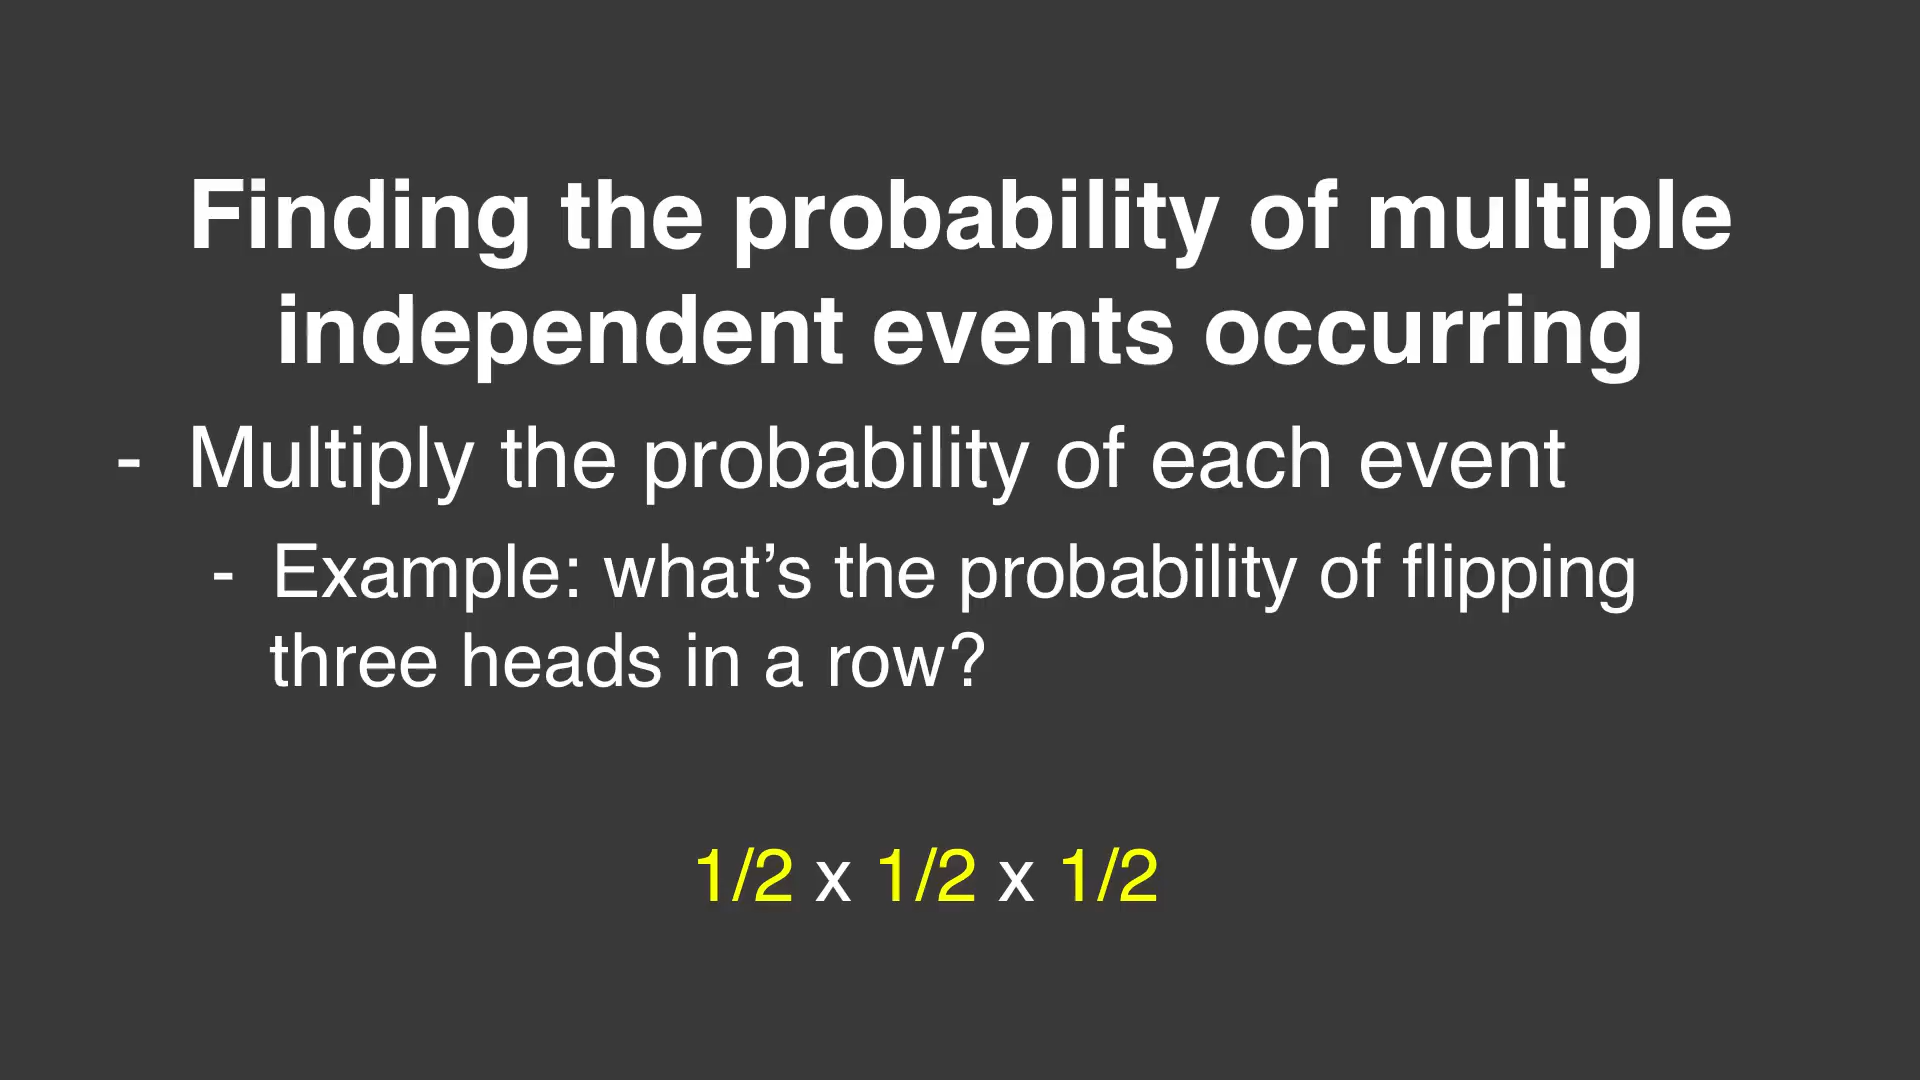 Finding the probability of multiple
independent events occurring
- Multiply the probability of each event
- Example: what’s the probability of flipping
three heads in a row?
1/2 x 1/2 x 1/2